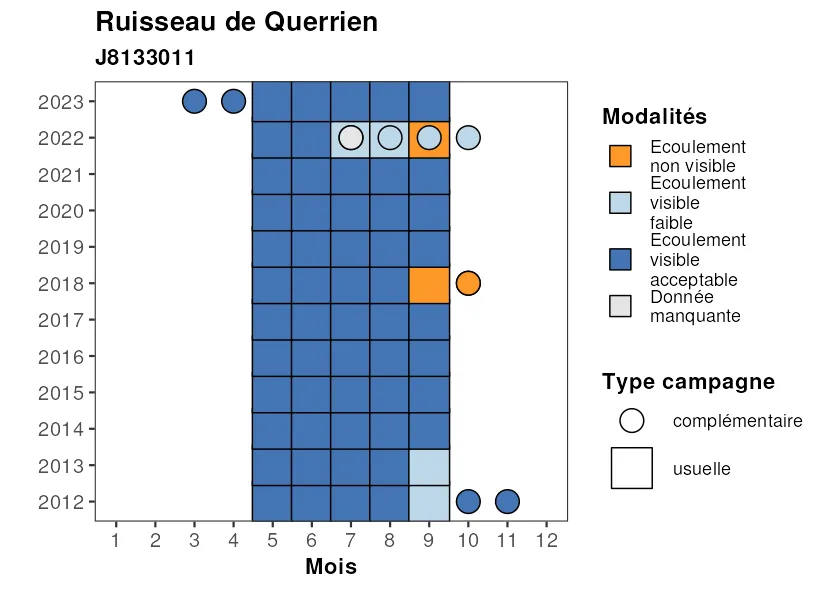 Ruisseau de Querrien
J8133011
2023
2022
2021
2020
2019
2018
2017
2016
2015
2014
2013
2012
1 2 3 4 5 6 7 8 9 10 11 12
Mois
Modalités
Ecoulement
non visible
Ecoulement
visible
faible
Ecoulement
visible
acceptable
Donnée
manquante
Type campagne
complémentaire
usuelle